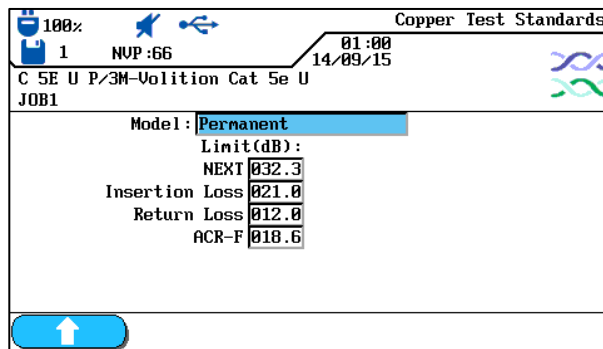 100% Copper Test Standards
1 NVP:66 01:00
14/09/15
C 5E U P/3M-Volition Cat 5e U
JOB1
Model: Permanent
Limit(dB):
NEXT 032.3
Insertion Loss 021.0
Return Loss 012.0
ACR-F 018.6